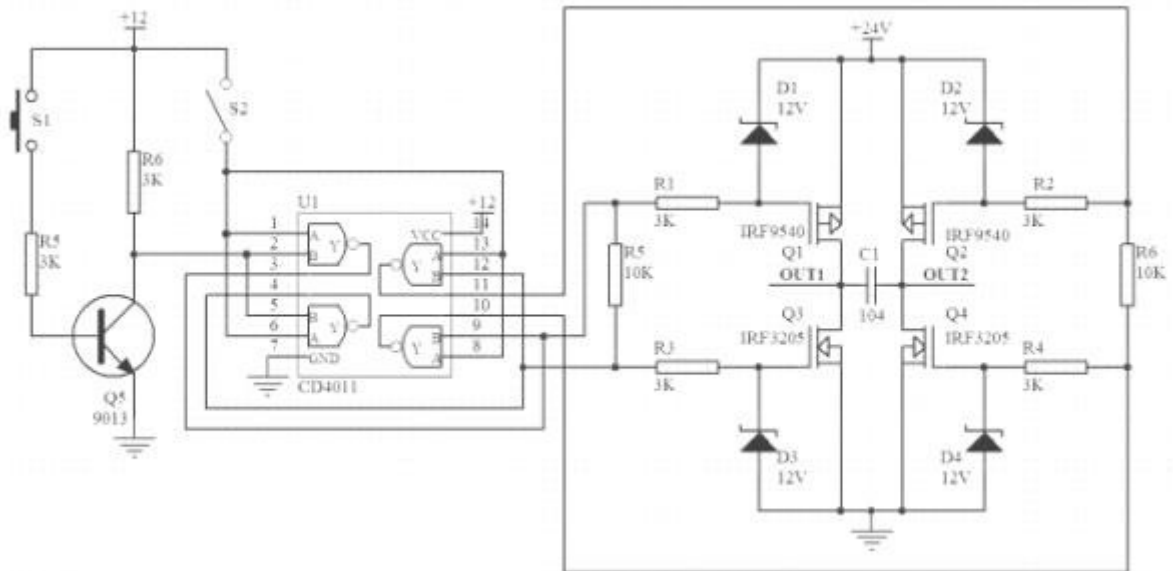 +12
+24V
S1
S2
D1
12V
D2
12V
R6
3K
R5
3K
U1
+12
1
2
3
4
5
6
7
14
13
12
11
10
9
8
A
B
Y
VCC
A
B
Y
B
A
Y
GND
B
A
Y
CD4011
R1
3K
R2
3K
IRF9540
Q1
IRF9540
Q2
R5
10K
R6
10K
OUT1
C1
104
OUT2
Q3
IRF3205
Q4
IRF3205
R3
3K
R4
3K
Q5
9013
D3
12V
D4
12V